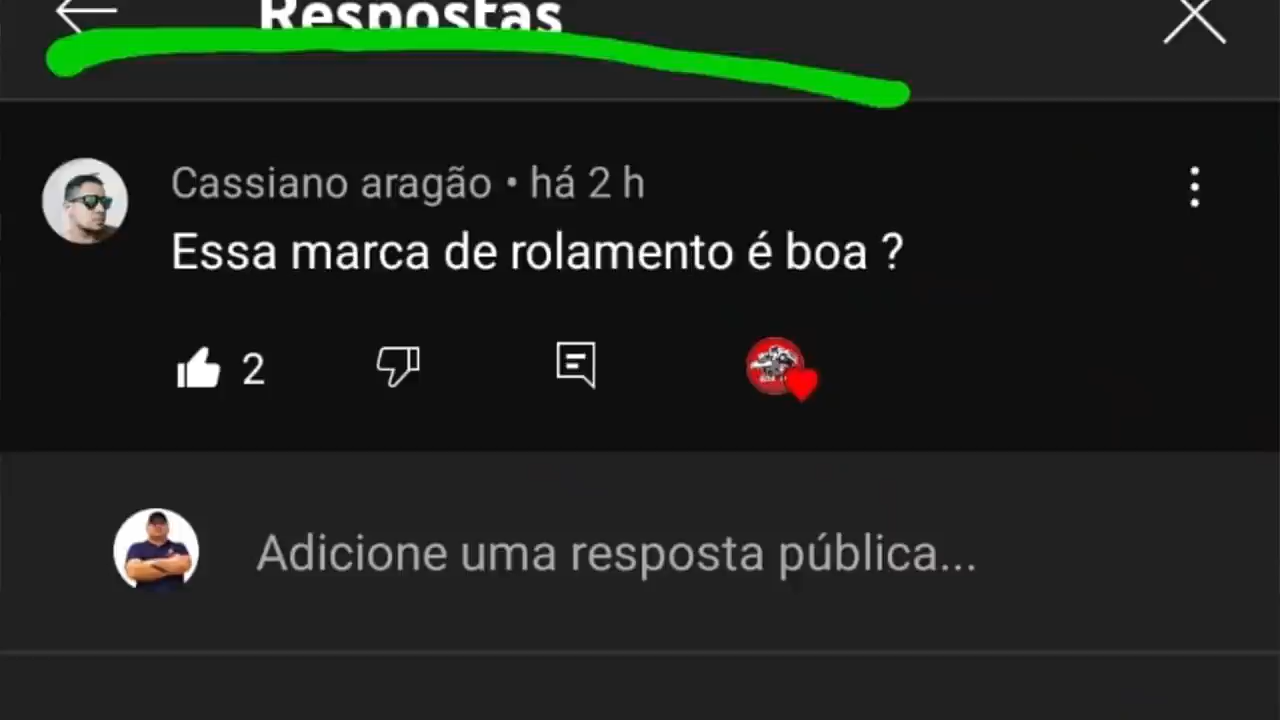 Respostas
Cassiano aragão • há 2 h
Essa marca de rolamento é boa ?
2
Adicione uma resposta pública...